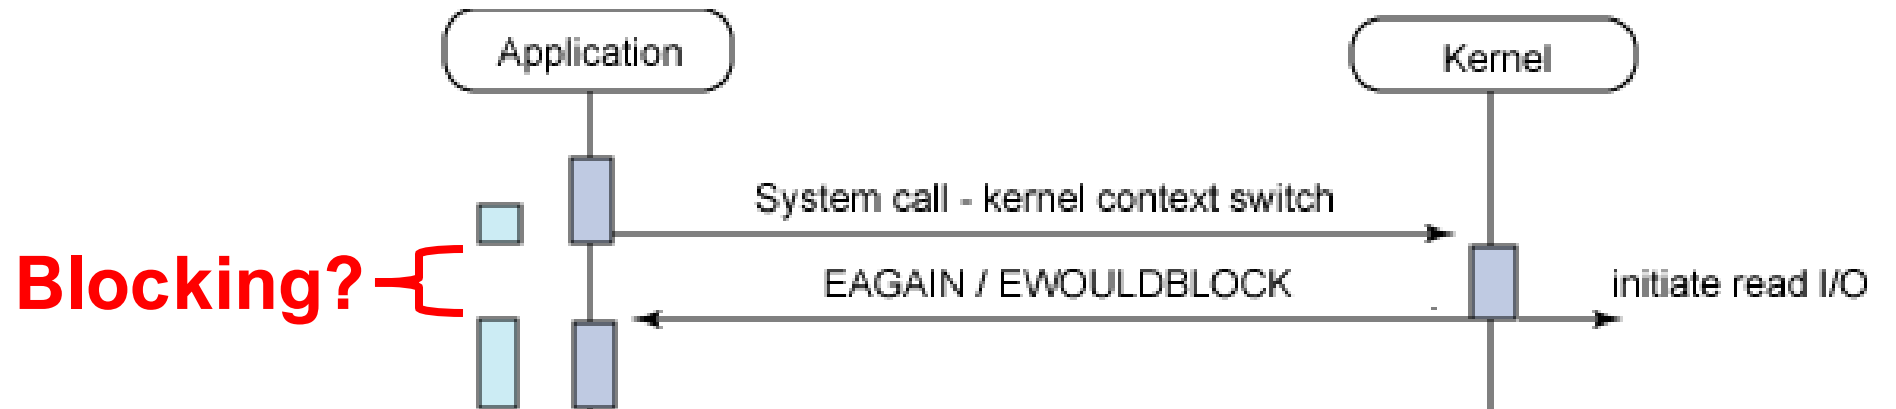 Application
Kernel
System call - kernel context switch
Blocking?
EAGAIN / EWOULDBLOCK
initiate read I/O